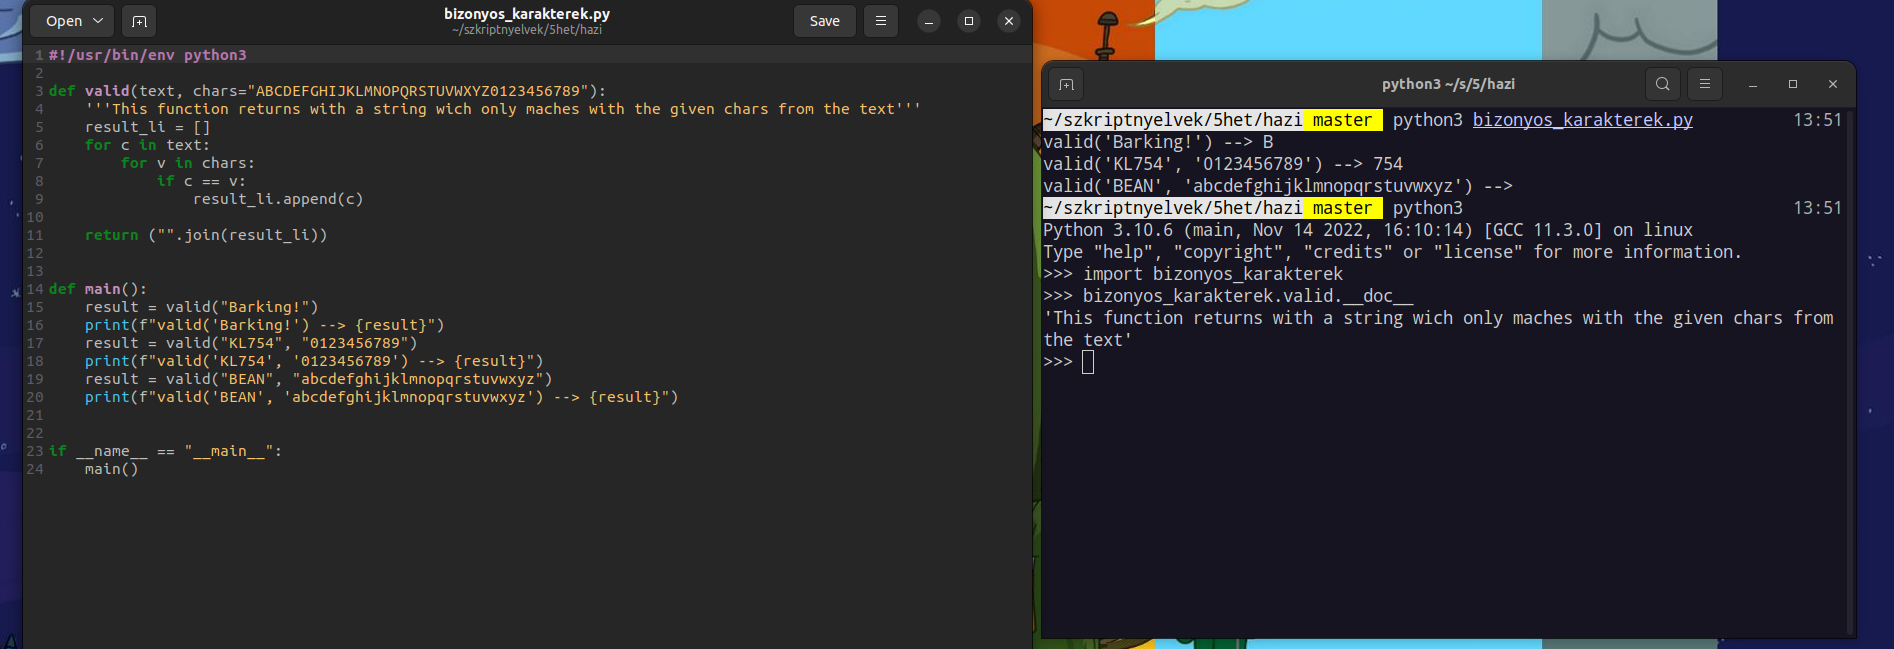 Open
bizonyos_karakterek.py
~/szkriptnyelvek/5het/hazi
Save
1 #!/usr/bin/env python3
2
3 def valid(text, chars="ABCDEFGHIJKLMNOPQRSTUVWXYZ0123456789"):
4     '''This function returns with a string wich only maches with the given chars from the text'''
5     result_li = []
6     for c in text:
7         for v in chars:
8             if c == v:
9                 result_li.append(c)
10
11     return ("".join(result_li))
12
13
14 def main():
15     result = valid("Barking!")
16     print(f"valid('Barking!') --> {result}")
17     result = valid("KL754", "0123456789")
18     print(f"valid('KL754', '0123456789') --> {result}")
19     result = valid("BEAN", "abcdefghijklmnopqrstuvwxyz")
20     print(f"valid('BEAN', 'abcdefghijklmnopqrstuvwxyz') --> {result}")
21
22
23 if __name__ == "__main__":
24     main()
python3 ~/s/5/hazi
~/szkriptnyelvek/5het/hazi master python3 bizonyos_karakterek.py 13:51
valid('Barking!') --> B
valid('KL754', '0123456789') --> 754
valid('BEAN', 'abcdefghijklmnopqrstuvwxyz') -->
~/szkriptnyelvek/5het/hazi master python3 13:51
Python 3.10.6 (main, Nov 14 2022, 16:10:14) [GCC 11.3.0] on linux
Type "help", "copyright", "credits" or "license" for more information.
>>> import bizonyos_karakterek
>>> bizonyos_karakterek.valid.__doc__
'This function returns with a string wich only maches with the given chars from
the text'
>>>